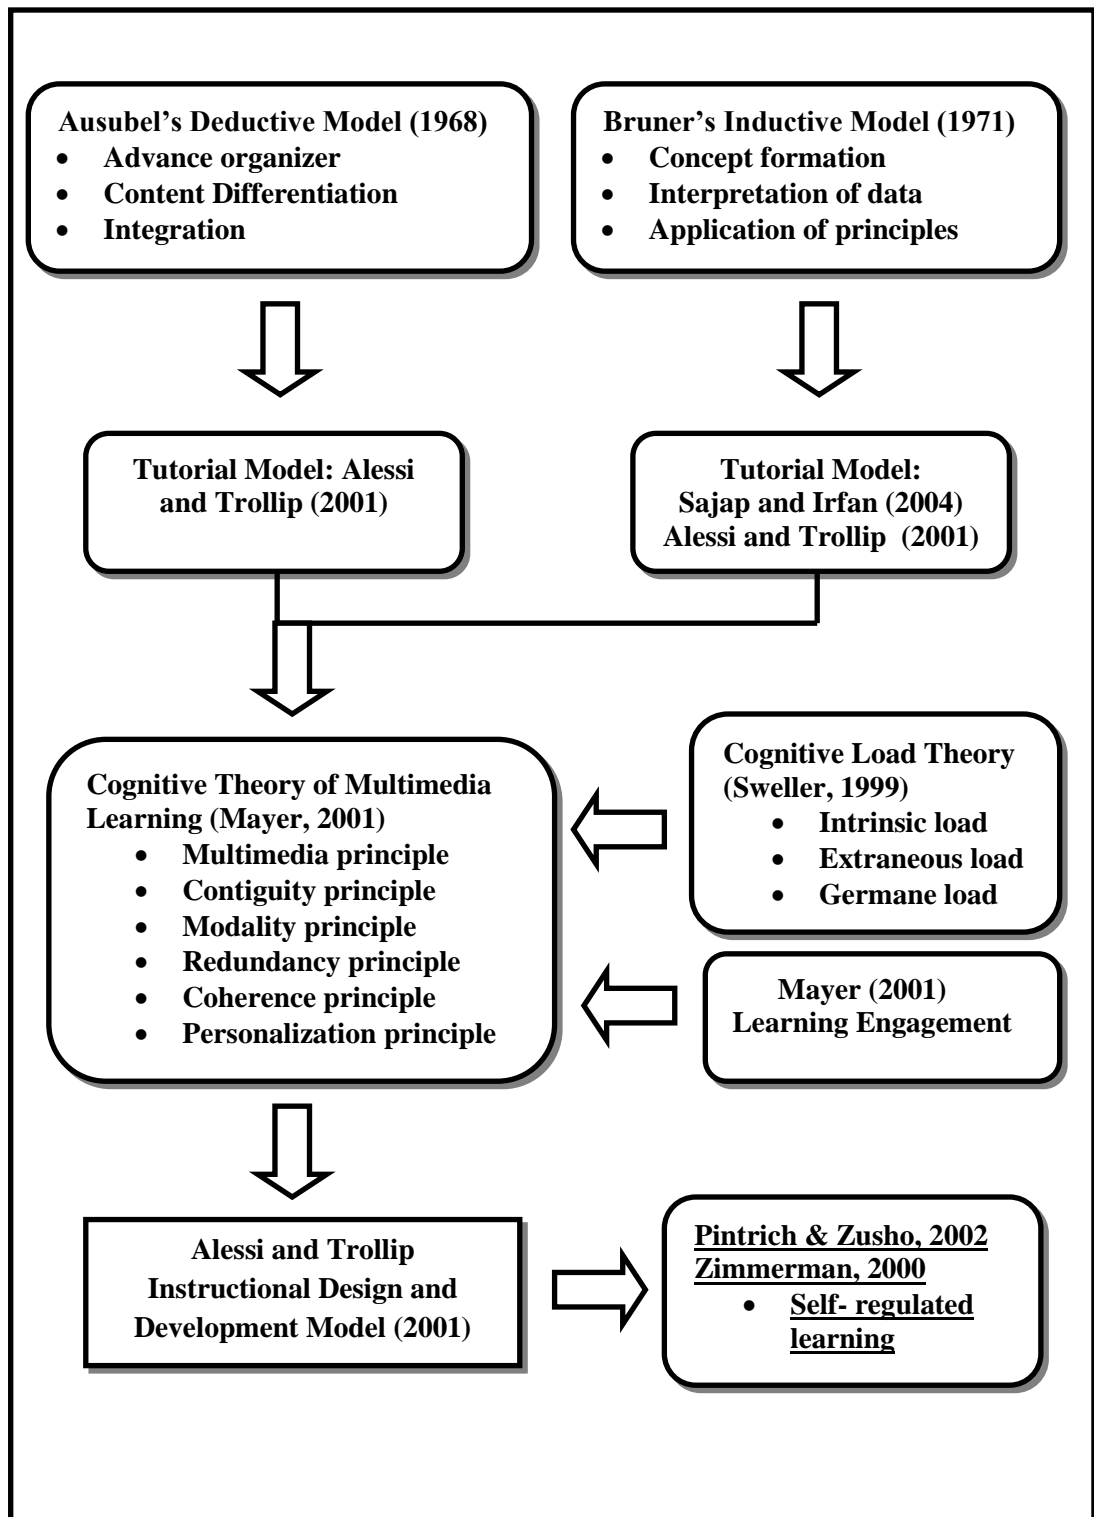 Ausubel's Deductive Model (1968)
• Advance organizer
• Content Differentiation
• Integration
Bruner's Inductive Model (1971)
• Concept formation
• Interpretation of data
• Application of principles
Tutorial Model: Alessi
and Trollip (2001)
Tutorial Model:
Sajap and Irfan (2004)
Alessi and Trollip (2001)
Cognitive Theory of Multimedia
Learning (Mayer, 2001)
• Multimedia principle
• Contiguity principle
• Modality principle
• Redundancy principle
• Coherence principle
• Personalization principle
Cognitive Load Theory
(Sweller, 1999)
• Intrinsic load
• Extraneous load
• Germane load
Mayer (2001)
Learning Engagement
Alessi and Trollip
Instructional Design and
Development Model (2001)
Pintrich & Zusho, 2002
Zimmerman, 2000
• Self- regulated
learning